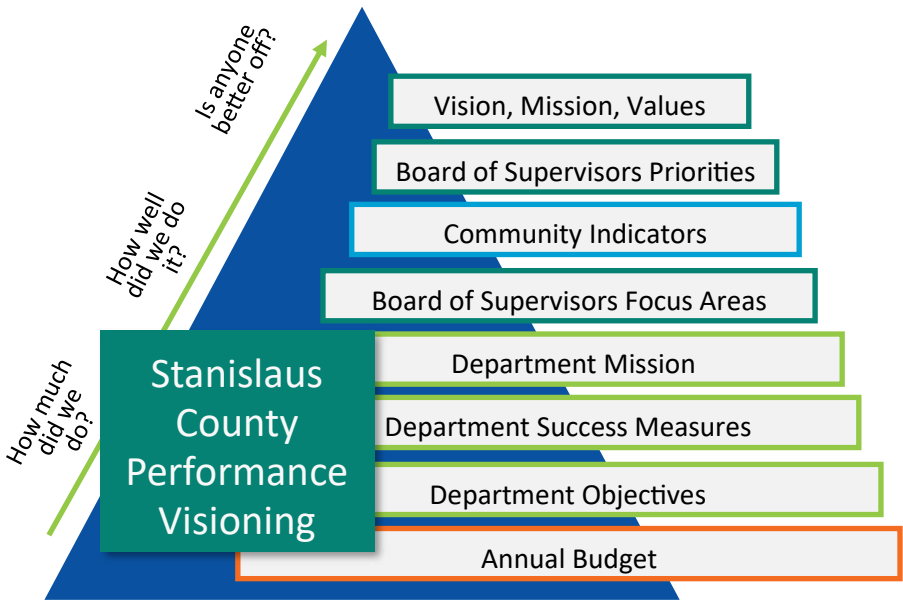 Is anyone
better off?
How well
did we do
it?
How much
did we
do?
Vision, Mission, Values
Board of Supervisors Priorities
Community Indicators
Board of Supervisors Focus Areas
Department Mission
Department Success Measures
Department Objectives
Annual Budget
Stanislaus
County
Performance
Visioning